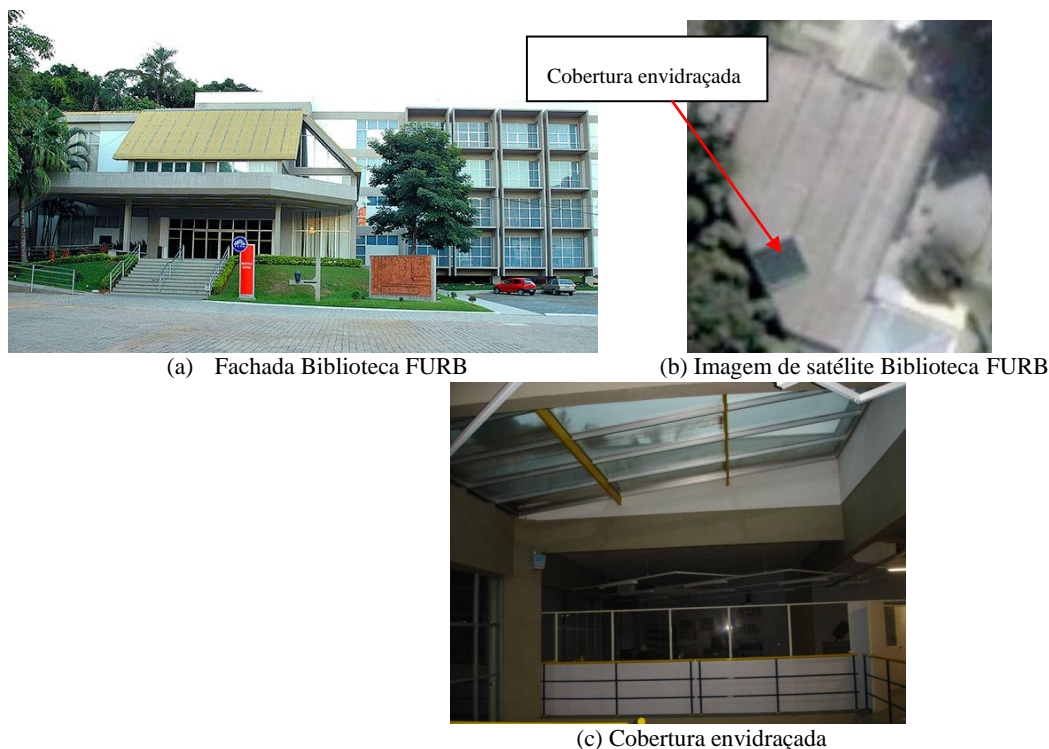 Cobertura envidraçada
(a) Fachada Biblioteca FURB
(b) Imagem de satélite Biblioteca FURB
(c) Cobertura envidraçada